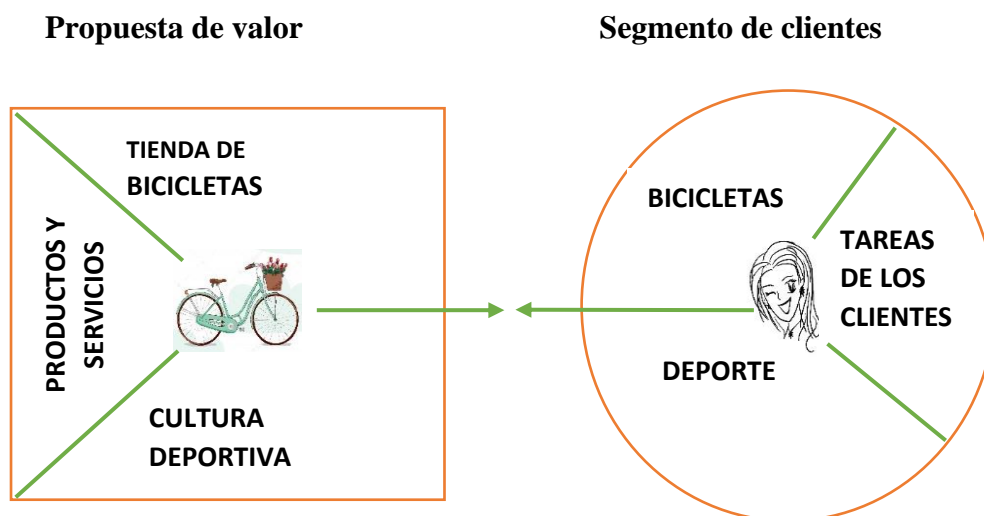 Propuesta de valor
Segmento de clientes
TIENDA DE
BICICLETAS
PRODUCTOS Y
SERVICIOS
CULTURA
DEPORTIVA
BICICLETAS
TAREAS
DE LOS
CLIENTES
DEPORTE